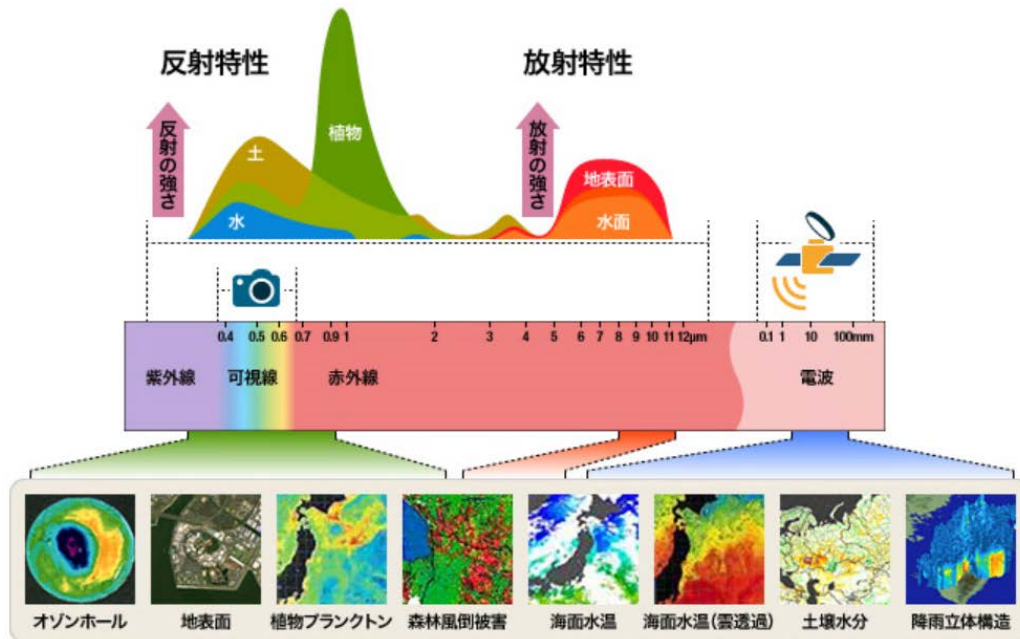 反射特性
放射特性
反射の強さ
土
植物
水
放射の強さ
地表面
水面
0.4 0.5 0.6 0.7 0.9 1 2 3 4 5 6 7 8 9 10 11 12μm 0.1 1 10 100mm
紫外線 可視線 赤外線 電波
オゾンホール 地表面 植物プランクトン 森林風倒被害 海面水温 海面水温(雲透過) 土壌水分 降雨立体構造